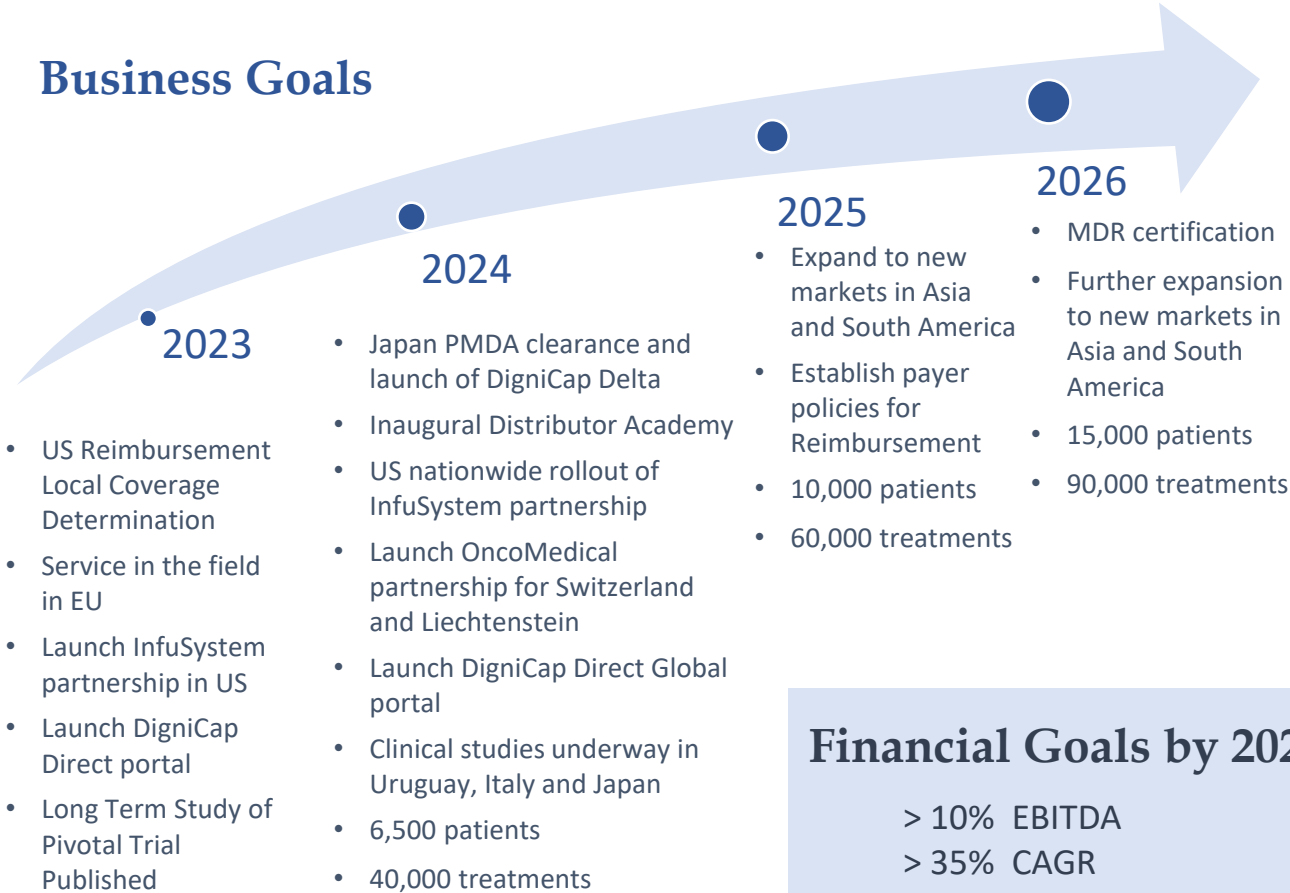 Business Goals
2023
• US Reimbursement
Local Coverage
Determination
• Service in the field
in EU
• Launch InfuSystem
partnership in US
• Launch DigniCap
Direct portal
• Long Term Study of
Pivotal Trial
Published
2024
• Japan PMDA clearance and
launch of DigniCap Delta
• Inaugural Distributor Academy
• US nationwide rollout of
InfuSystem partnership
• Launch OncoMedical
partnership for Switzerland
and Liechtenstein
• Launch DigniCap Direct Global
portal
• Clinical studies underway in
Uruguay, Italy and Japan
• 6,500 patients
• 40,000 treatments
2025
• Expand to new
markets in Asia
and South America
• Establish payer
policies for
Reimbursement
• 10,000 patients
• 60,000 treatments
2026
• MDR certification
• Further expansion
to new markets in
Asia and South
America
• 15,000 patients
• 90,000 treatments
Financial Goals by
> 10% EBITDA
> 35% CAGR